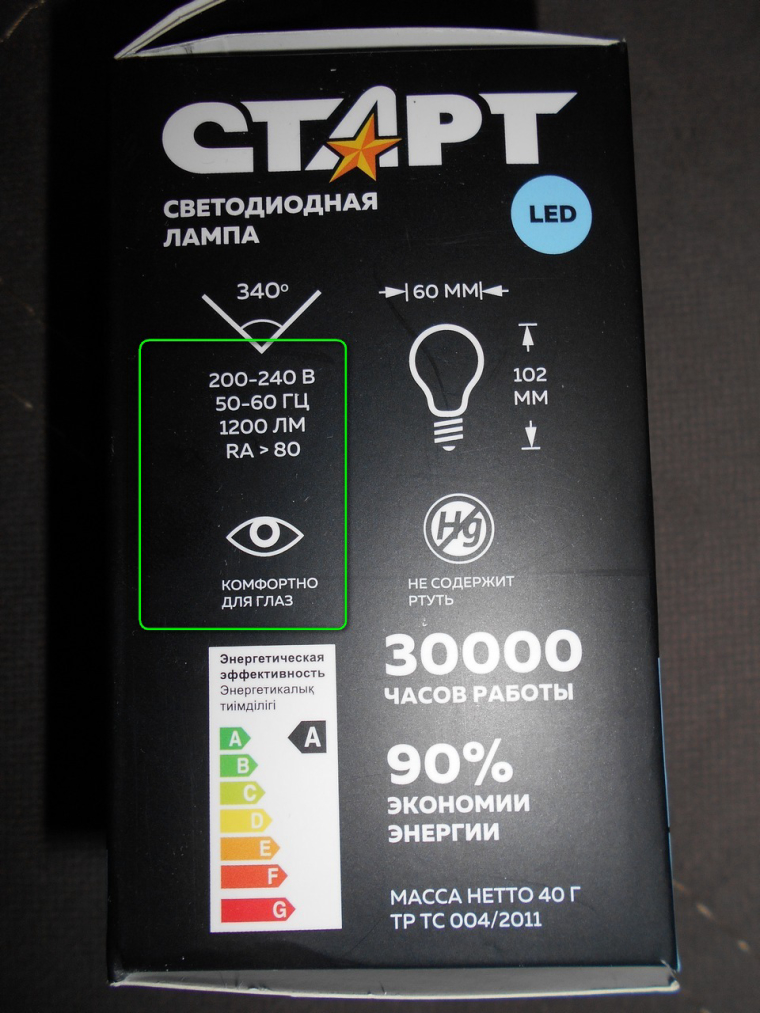 СТАРТ
СВЕТОДИОДНАЯ
ЛАМПА
LED
340°
60 ММ
102
ММ
200-240 В
50-60 ГЦ
1200 ЛМ
RA > 80
Hg
КОМФОРТНО
ДЛЯ ГЛАЗ
НЕ СОДЕРЖИТ
РТУТЬ
Энергетическая
эффективность
Энергетикалық
тиімділігі
A
A
B
C
D
E
F
G
30000
ЧАСОВ РАБОТЫ
90%
ЭКОНОМИИ
ЭНЕРГИИ
МАССА НЕТТО 40 Г
ТР ТС 004/2011